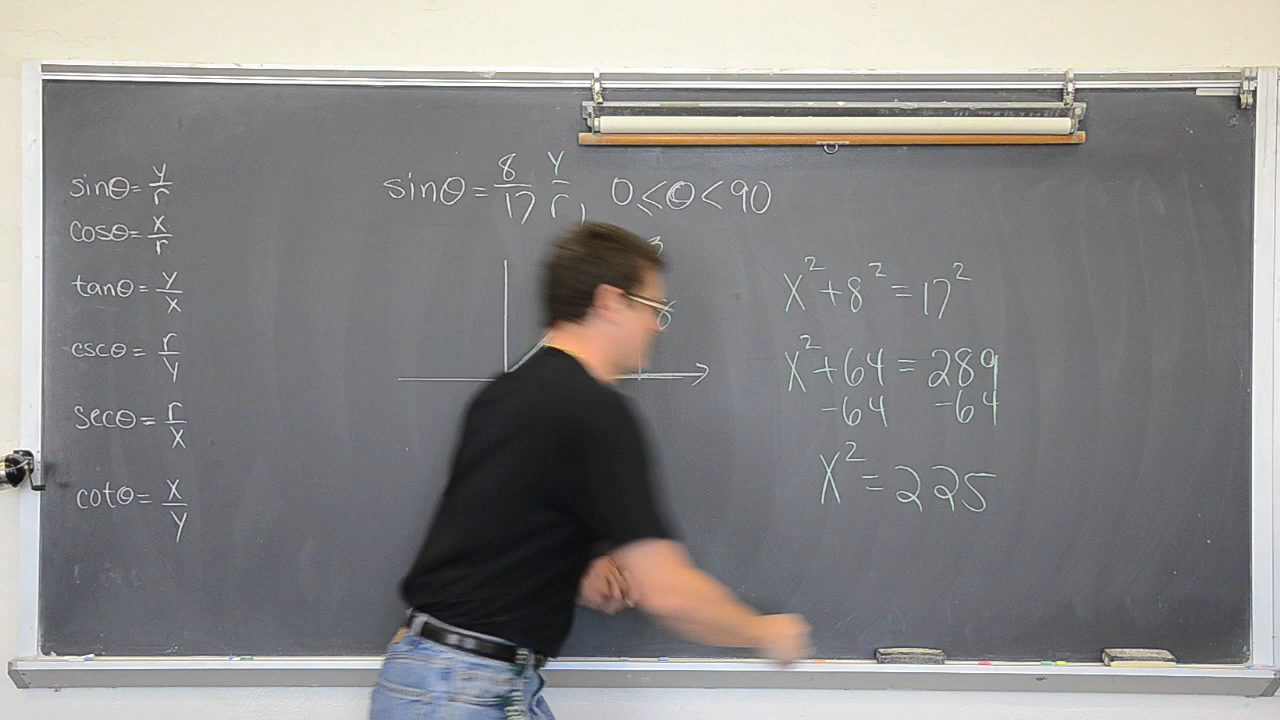 sinθ = y/r
cosθ = x/r
tanθ = y/x
cscθ = r/y
secθ = r/x
cotθ = x/y
sinθ = 8/17 y/r, 0<θ<90
8
x² + 8² = 17²
x² + 64 = 289
-64 -64
x² = 225